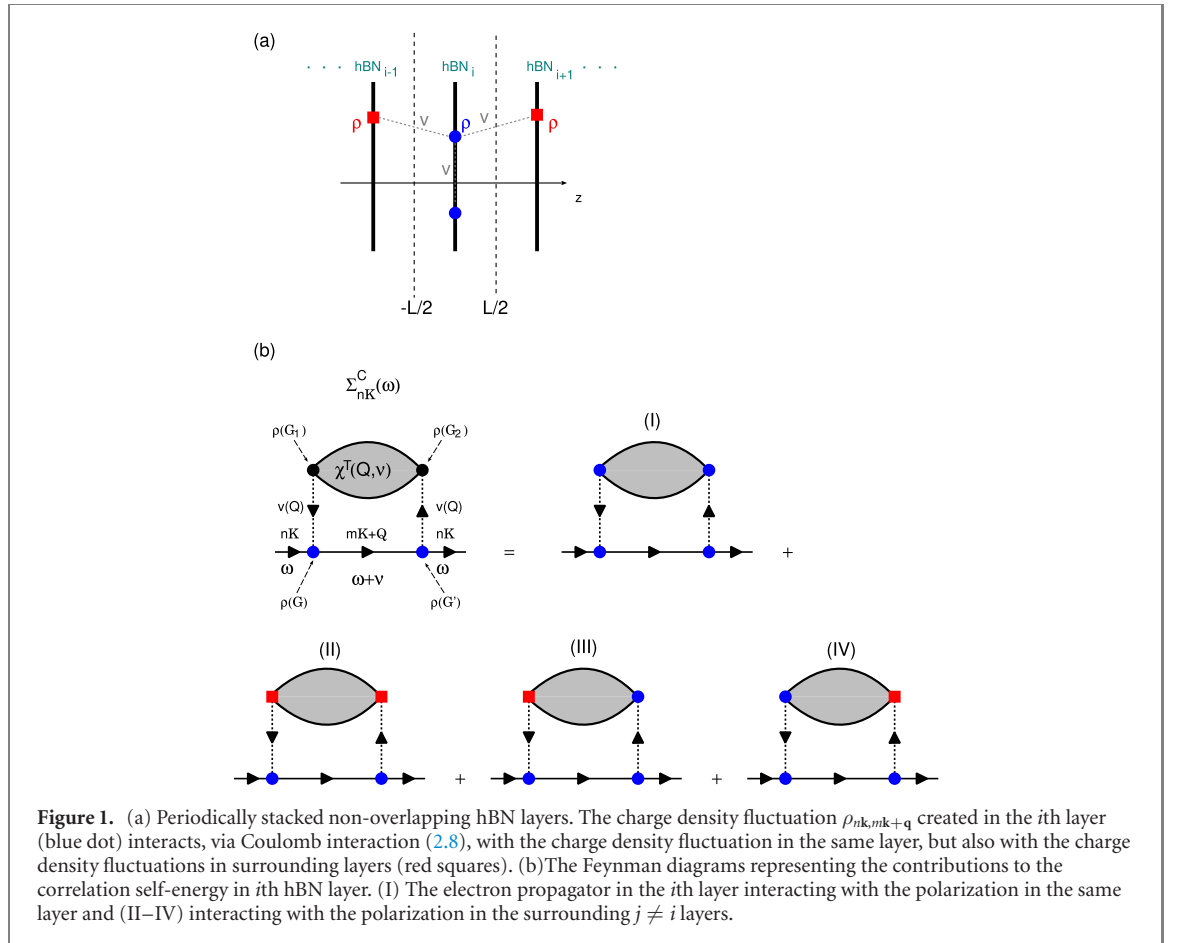 (a)
· · · hBN i-1 hBN i hBN i+1 · · ·
ρ v ρ v ρ
v
z
-L/2 L/2
(b)
Σ^C_nK(ω)
ρ(G₁) ρ(G₂) (I)
χ^T(Q,ν)
v(Q) v(Q)
nK mK+Q nK
= +
ω ω+ν ω
ρ(G) ρ(G')
(II) (III) (IV)
+ +
Figure 1. (a) Periodically stacked non-overlapping hBN layers. The charge density fluctuation ρ_{nk,mk+q} created in the ith layer
(blue dot) interacts, via Coulomb interaction (2.8), with the charge density fluctuation in the same layer, but also with the charge
density fluctuations in surrounding layers (red squares). (b)The Feynman diagrams representing the contributions to the
correlation self-energy in ith hBN layer. (I) The electron propagator in the ith layer interacting with the polarization in the same
layer and (II–IV) interacting with the polarization in the surrounding j ≠ i layers.